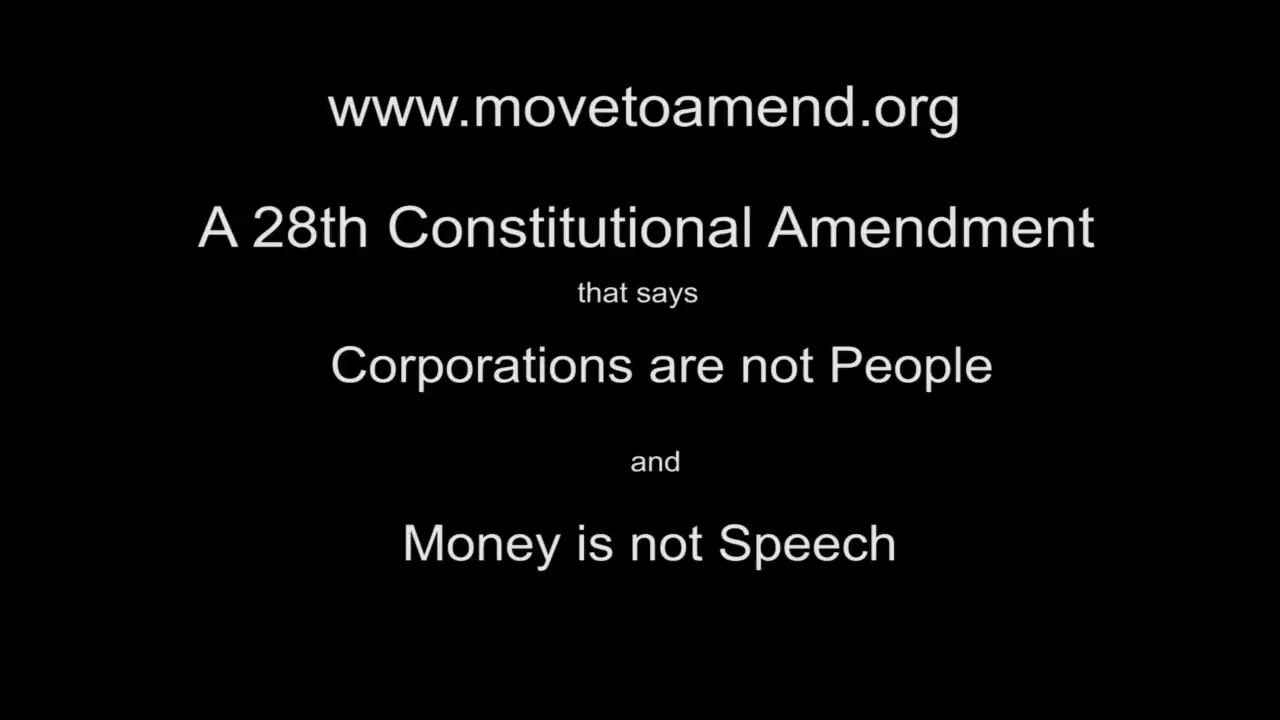 www.movetoamend.org
A 28th Constitutional Amendment
that says
Corporations are not People
and
Money is not Speech